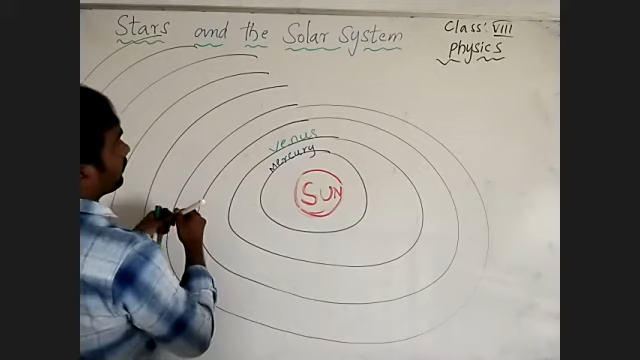 Stars and the Solar System
Class: VIII
Physics
Venus
Mercury
SUN